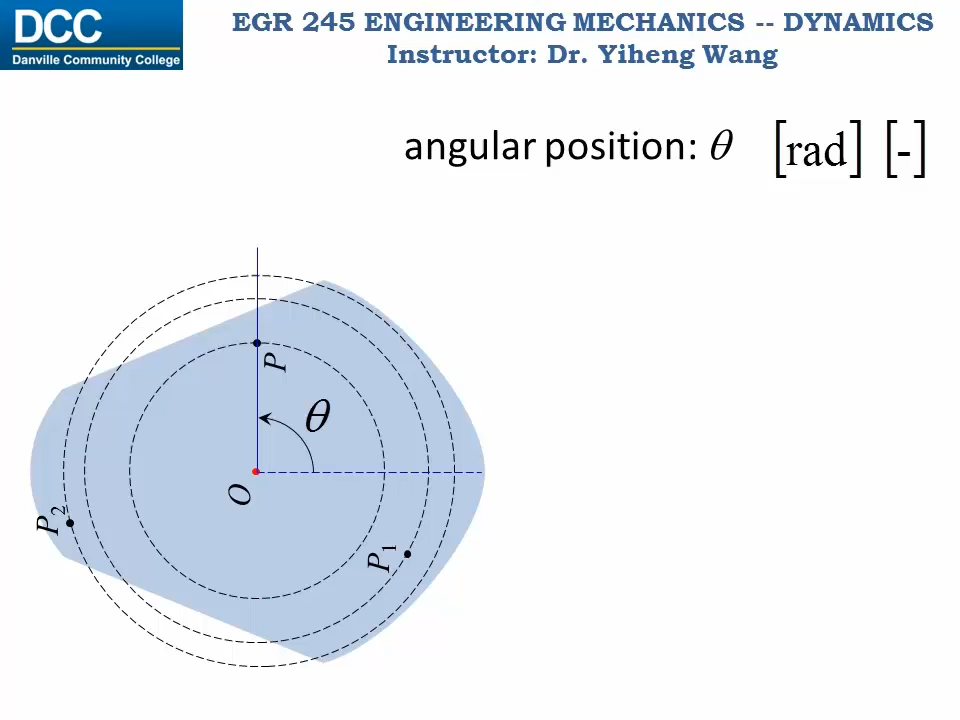 DCC
Danville Community College
EGR 245 ENGINEERING MECHANICS -- DYNAMICS
Instructor: Dr. Yiheng Wang
angular position: θ [rad] [-]
P
θ
O
P2
P1